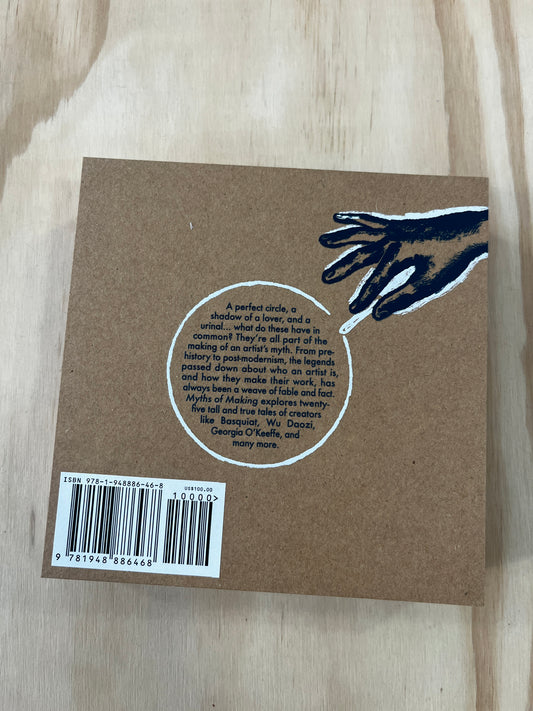 A perfect circle, a
shadow of a lover, and a
urinal... what do these have in
common? They're all part of the
making of an artist's myth. From pre-
history to post-modernism, the legends
passed down about who an artist is,
and how they make their work, has
always been a weave of fable and fact.
Myths of Making explores twenty-
five tall and true tales of creators
like Basquiat, Wu Daozi,
Georgia O'Keeffe, and
many more.
ISBN 978-1-948886-46-8
US$100.00
10000>
9 781948 886468